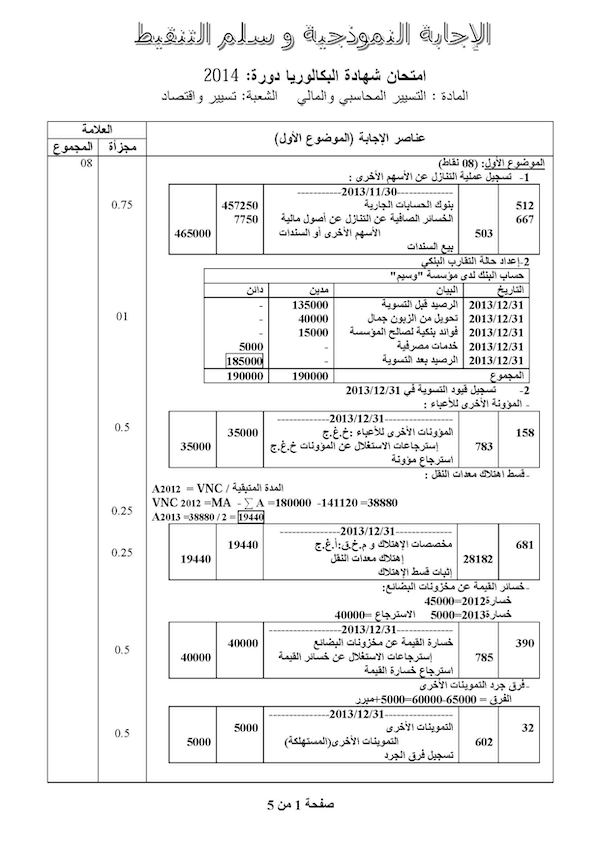 الإجابة النموذجية و سلم التنقيط
امتحان شهادة البكالوريا دورة: 2014
المادة : التسيير المحاسبي والمالي الشعبة: تسيير واقتصاد
العلامة
عناصر الإجابة (الموضوع الأول)
مجزأة المجموع
08
الموضوع الأول: (08 نقاط)
1- تسجيل عملية التنازل عن الأسهم الأخرى :
0.75
--------------2013/11/30--------------
512 بنوك الحسابات الجارية 457250
667 الخسائر الصافية عن التنازل عن أصول مالية 7750
503 الأسهم الأخرى أو السندات 465000
بيع السندات
2-إعداد حالة التقارب البنكي
حساب البنك لدى مؤسسة "وسيم"
التاريخ البيان مدين دائن
2013/12/31 الرصيد قبل التسوية 135000 -
01
2013/12/31 تحويل من الزبون جمال 40000 -
2013/12/31 فوائد بنكية لصالح المؤسسة 15000 -
2013/12/31 خدمات مصرفية - 5000
2013/12/31 الرصيد بعد التسوية - 185000
المجموع 190000 190000
2- تسجيل قيود التسوية في 2013/12/31
- المؤونة الأخرى للأعباء :
0.5
----------------2013/12/31----------------
158 المؤونات الأخرى للأعباء :خ.غ.ج 35000
783 إسترجاعات الاستغلال عن المؤونات خ.غ.ج 35000
استرجاع مؤونة
-قسط اهتلاك معدات النقل :
A2012 = VNC / المدة المتبقية
VNC 2012 =MA - ∑ A =180000 -141120 =38880
0.25
A2013 =38880 / 2 = 19440
----------------2013/12/31----------------
0.25
681 مخصصات الإهتلاك و م.خ.ق:أ.غ.ج 19440
28182 إهتلاك معدات النقل 19440
إثبات قسط الإهتلاك
-خسائر القيمة عن مخزونات البضائع:
خسارة2012=45000
خسارة2013=5000 الاسترجاع =40000
----------------2013/12/31----------------
0.5
390 خسارة القيمة عن مخزونات البضائع 40000
785 إسترجاعات الاستغلال عن خسائر القيمة 40000
استرجاع خسارة القيمة
-فرق جرد التموينات الأخرى
الفرق = 65000-60000=5000+مبرر
----------------2013/12/31----------------
0.5
32 التموينات الأخرى 5000
602 التموينات الأخرى(المستهلكة) 5000
تسجيل فرق الجرد
صفحة 1 من 5